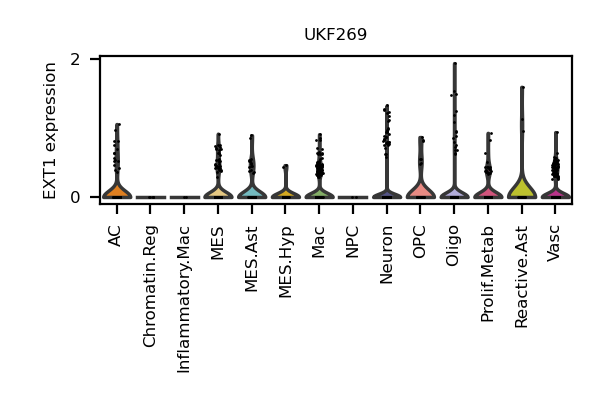 UKF269
EXT1 expression
2
0
AC
Chromatin.Reg
Inflammatory.Mac
MES
MES.Ast
MES.Hyp
Mac
NPC
Neuron
OPC
Oligo
Prolif.Metab
Reactive.Ast
Vasc